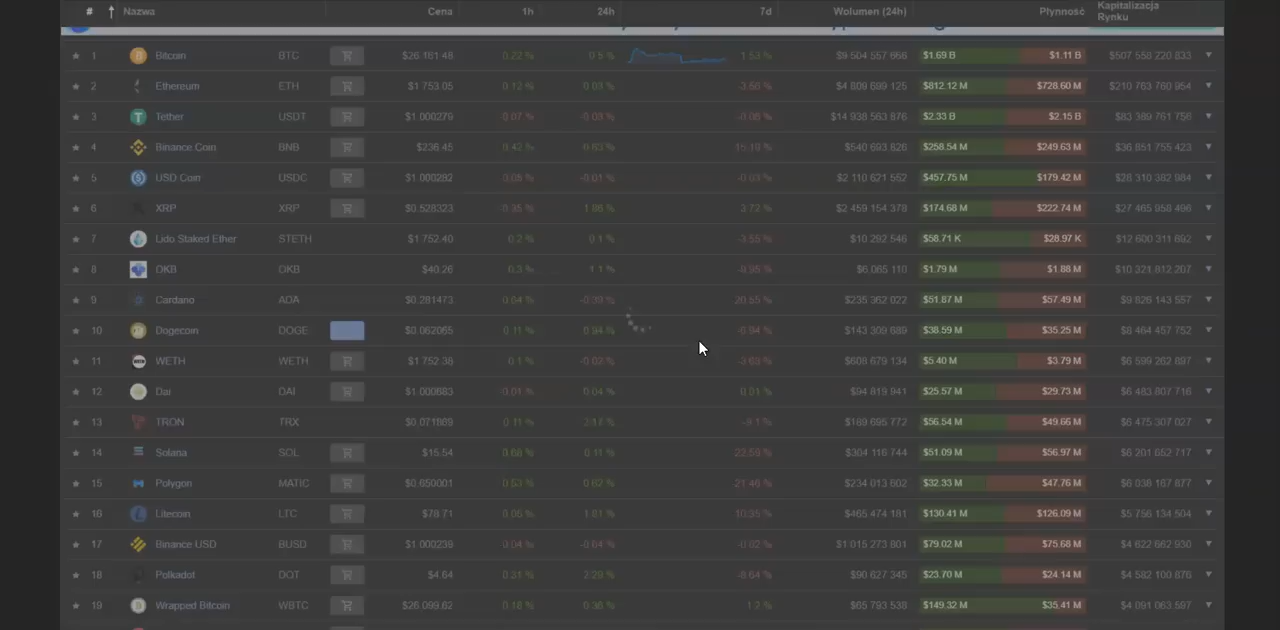 # Nazwa Cena 1h 24h 7d Wolumen (24h) Płynność Kapitalizacja Rynku
1 Bitcoin BTC $26 181.48 0.22 % 0.5 % 1.53 % $9 504 557 666 $1.69 B $1.11 B $507 558 220 833
2 Ethereum ETH $1 753.05 0.12 % 0.03 % -3.56 % $4 809 689 125 $812.12 M $728.60 M $210 763 760 954
3 Tether USDT $1 000279 0.07 % -0.03 % -0.06 % $14 938 563 876 $2.33 B $2.15 B $83 389 761 756
4 Binance Coin BNB $236.45 0.42 % 0.63 % 15.10 % $540 693 826 $258.54 M $249.63 M $36 851 755 423
5 USD Coin USDC $1 000282 0.05 % -0.01 % -0.03 % $2 110 621 552 $457.75 M $179.42 M $28 310 382 984
6 XRP XRP $0.528323 0.35 % 1.86 % 3.72 % $2 459 154 378 $174.68 M $222.74 M $27 465 958 496
7 Lido Staked Ether STETH $1 752.40 0.2 % 0.1 % -3.55 % $10 292 546 $58.71 K $28.97 K $12 600 311 692
8 OKB OKB $40.26 0.3 % 1.1 % -0.95 % $6 065 110 $1.79 M $1.88 M $10 321 812 207
9 Cardano ADA $0.281473 0.04 % -0.39 % 20.55 % $235 362 022 $51.87 M $57.49 M $9 826 143 557
10 Dogecoin DOGE $0.062065 0.11 % 0.94 % -0.94 % $143 309 689 $38.59 M $35.25 M $8 464 457 752
11 WETH WETH $1 752.38 0.1 % -0.02 % -3.63 % $608 679 134 $5.40 M $3.79 M $6 599 262 897
12 Dai DAI $1.000683 0.01 % 0.04 % 0.01 % $94 819 941 $25.57 M $29.73 M $6 483 807 716
13 TRON TRX $0.071869 0.11 % 2.17 % -9.1 % $169 695 772 $56.54 M $49.66 M $6 475 307 027
14 Solana SOL $15.54 0.68 % 6.11 % 22.50 % $304 116 744 $51.09 M $56.97 M $6 201 652 717
15 Polygon MATIC $0.650001 0.53 % 0.62 % -21.46 % $234 013 602 $32.33 M $47.76 M $6 038 167 877
16 Litecoin LTC $78 71 0.05 % 1.81 % 10.35 % $465 474 181 $130.41 M $126.09 M $5 756 134 504
17 Binance USD BUSD $1 000239 0.04 % -0.04 % -0.02 % $1 015 273 801 $79.02 M $75.68 M $4 622 662 930
18 Polkadot DOT $4.64 0.31 % 2.29 % -8.64 % $90 627 345 $23.70 M $24.14 M $4 582 100 876
19 Wrapped Bitcoin WBTC $26 099.62 0.18 % 0.36 % 1.2 % $65 793 538 $149.32 M $35.41 M $4 091 063 597